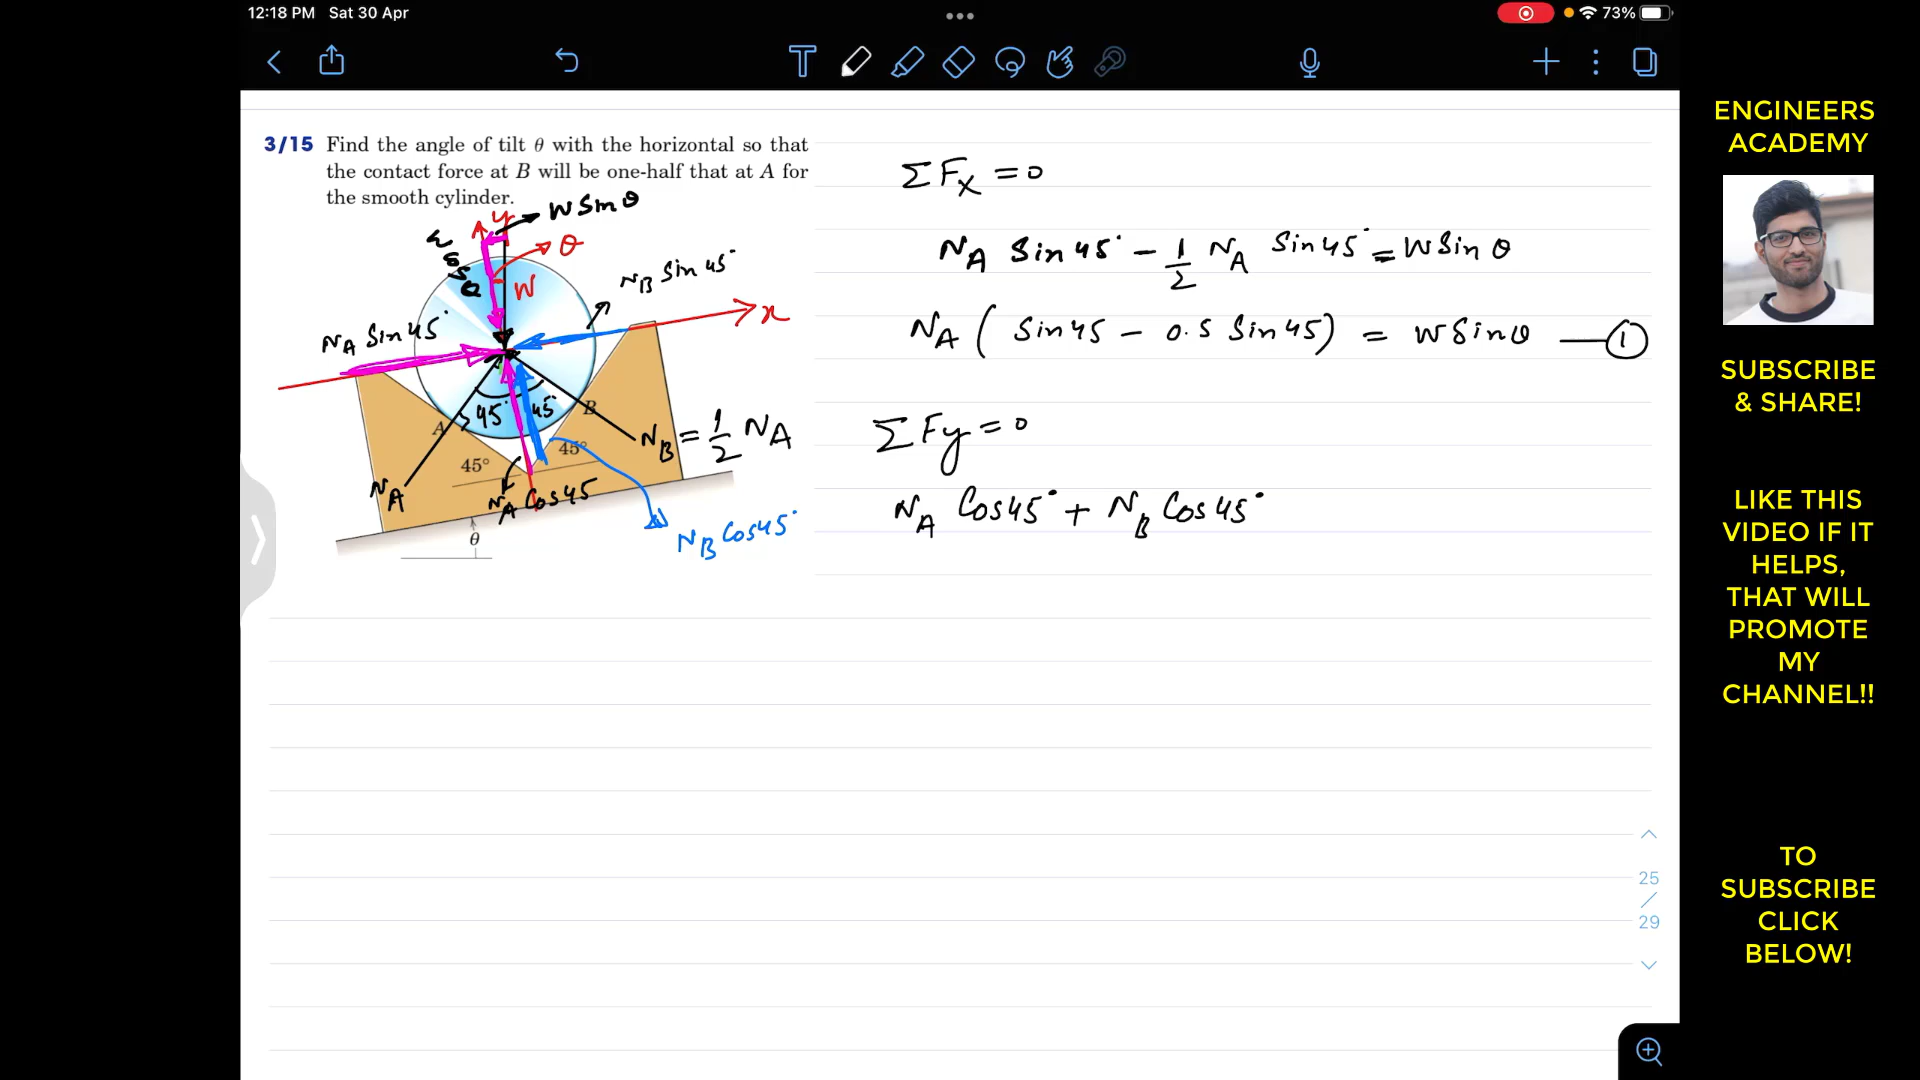 12:18 PM Sat 30 Apr
73%
3/15 Find the angle of tilt θ with the horizontal so that
the contact force at B will be one-half that at A for
the smooth cylinder.
y
W Sin θ
θ
W
N_B Sin 45°
x
N_A Sin 45°
45° 45°
A
B
N_B = 1/2 N_A
45°
45°
N_A
N_A Cos 45
N_B Cos 45°
θ
ΣFx = 0
N_A Sin 45° - 1/2 N_A Sin 45° = W Sin θ
N_A ( Sin 45 - 0.5 Sin 45 ) = W Sin θ — 1
ΣFy = 0
N_A Cos 45° + N_B Cos 45°
25
/
29
ENGINEERS
ACADEMY
SUBSCRIBE
& SHARE!
LIKE THIS
VIDEO IF IT
HELPS,
THAT WILL
PROMOTE
MY
CHANNEL!!
TO
SUBSCRIBE
CLICK
BELOW!